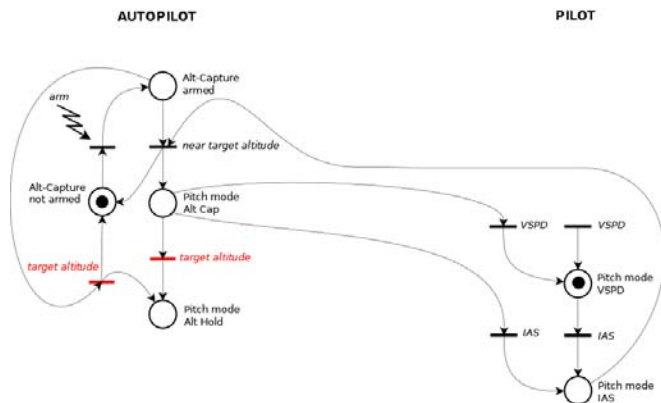 AUTOPILOT
PILOT
Alt-Capture
armed
arm
near target altitude
Alt-Capture
not armed
Pitch mode
Alt Cap
VSPD
VSPD
target altitude
target altitude
Pitch mode
VSPD
Pitch mode
Alt Hold
IAS
IAS
Pitch mode
IAS